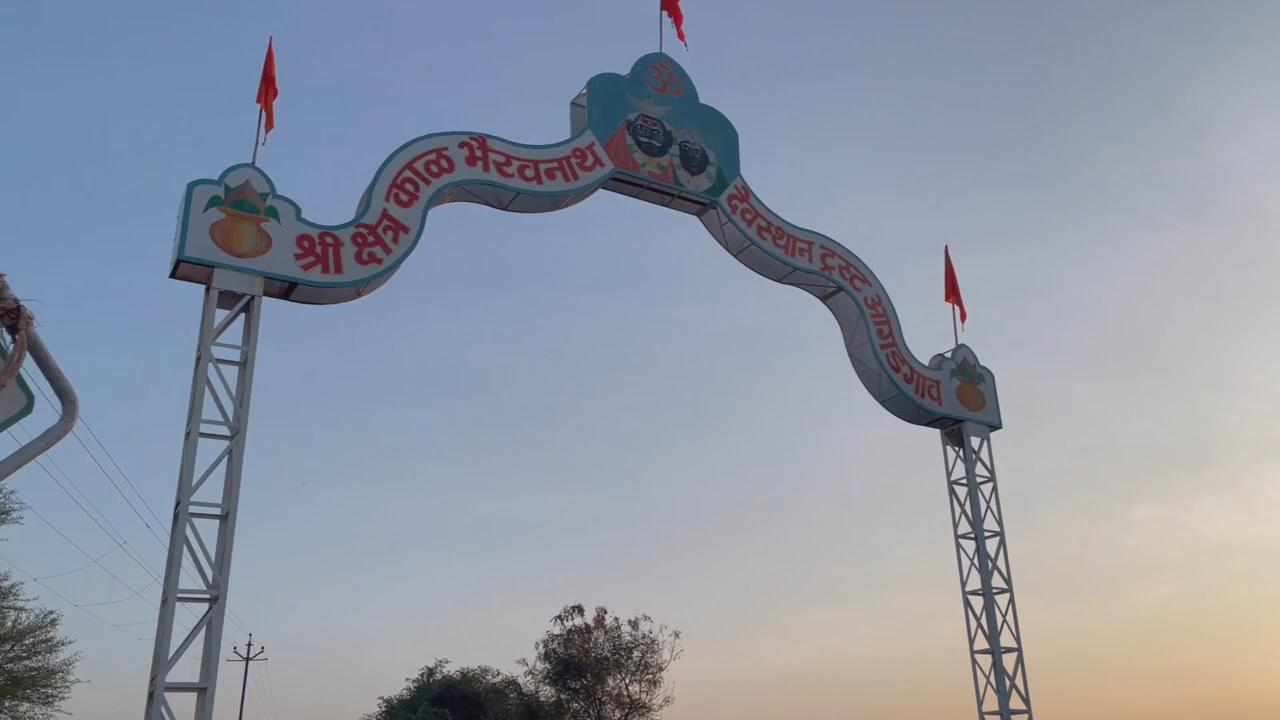 ॐ
श्री क्षेत्र काळ भैरवनाथ
देवस्थान ट्रस्ट आगडगाव